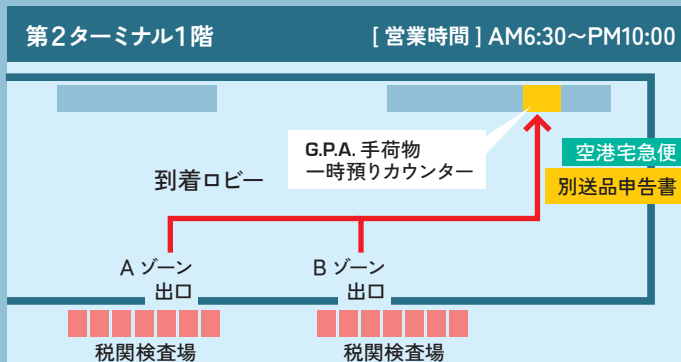 第2ターミナル1階
[ 営業時間 ] AM6:30～PM10:00
G.P.A. 手荷物
一時預りカウンター
空港宅急便
別送品申告書
到着ロビー
A ゾーン
出口
B ゾーン
出口
税関検査場
税関検査場